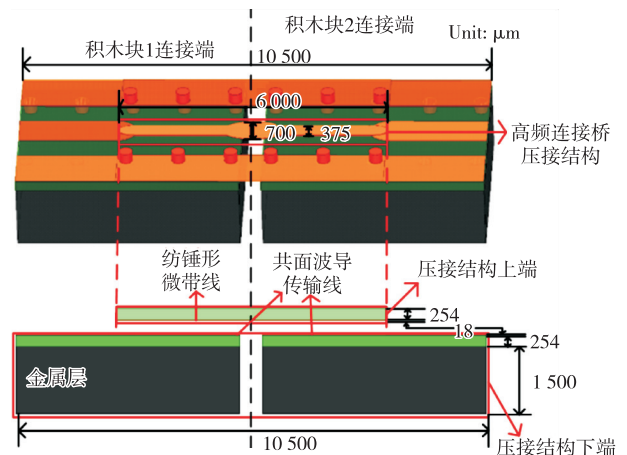 积木块2连接端
积木块1连接端
Unit: μm
10 500
6 000
700
375
高频连接桥
压接结构
纺锤形
微带线
共面波导
传输线
压接结构上端
254
18
254
金属层
1 500
10 500
压接结构下端